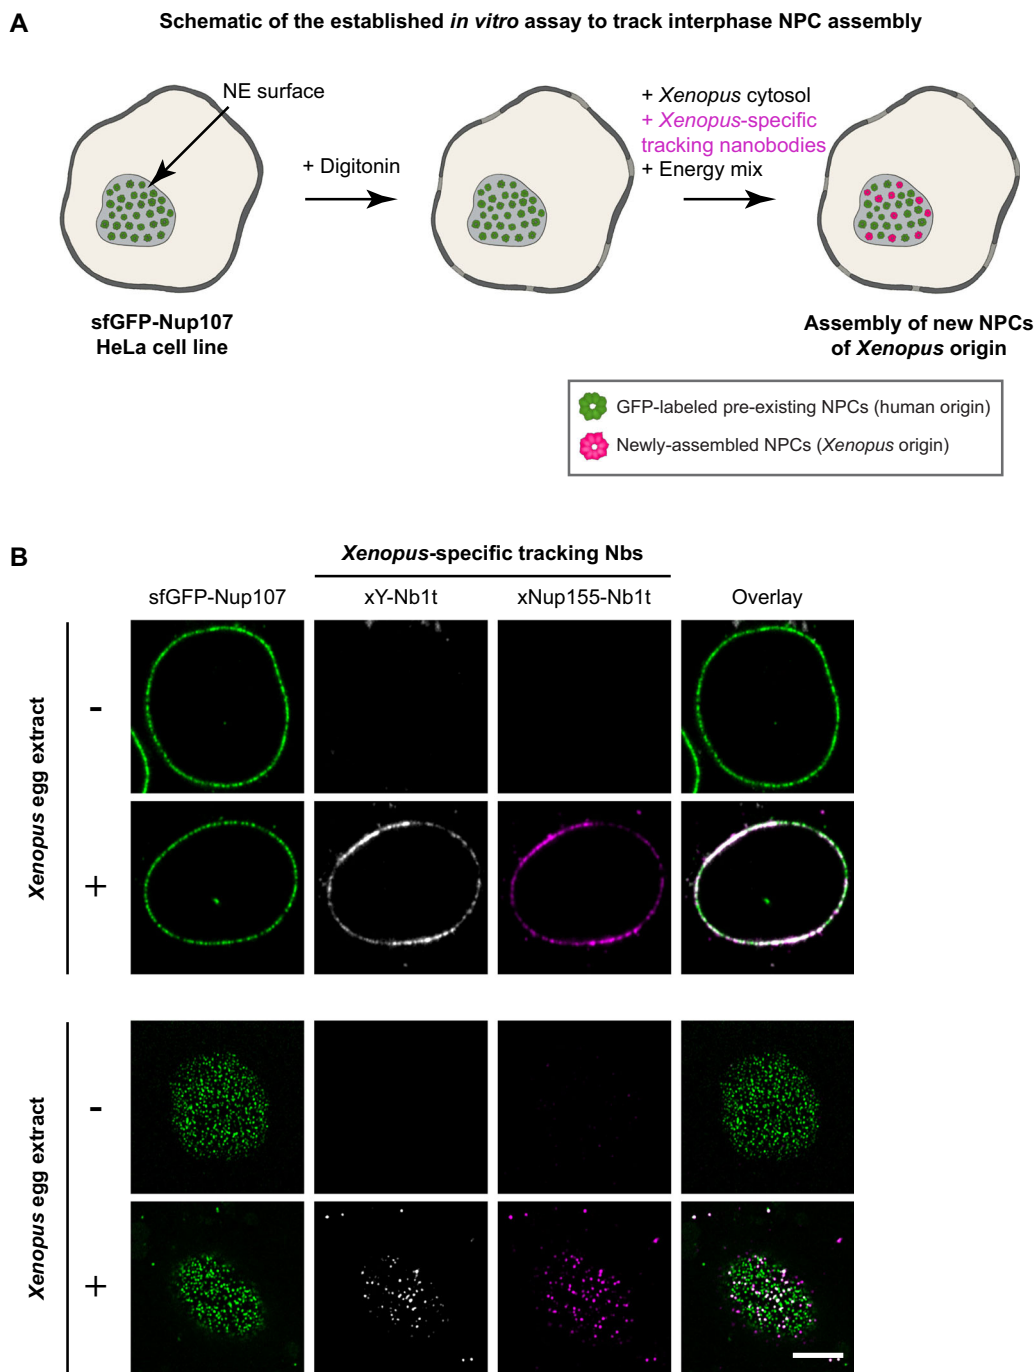 A
Schematic of the established in vitro assay to track interphase NPC assembly
NE surface
+ Digitonin
+ Xenopus cytosol
+ Xenopus-specific
tracking nanobodies
+ Energy mix
sfGFP-Nup107
HeLa cell line
Assembly of new NPCs
of Xenopus origin
GFP-labeled pre-existing NPCs (human origin)
Newly-assembled NPCs (Xenopus origin)
B
Xenopus-specific tracking Nbs
sfGFP-Nup107
xY-Nb1t
xNup155-Nb1t
Overlay
Xenopus egg extract
-
+
Xenopus egg extract
-
+